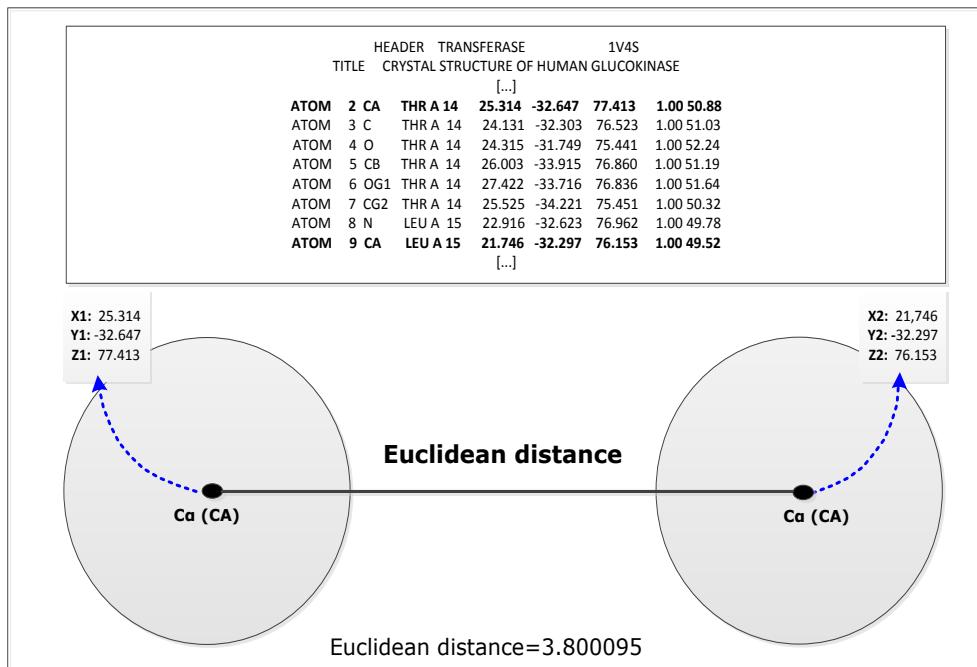 HEADER TRANSFERASE 1V4S
TITLE CRYSTAL STRUCTURE OF HUMAN GLUCOKINASE
[...]
ATOM 2 CA THR A 14 25.314 -32.647 77.413 1.00 50.88
ATOM 3 C THR A 14 24.131 -32.303 76.523 1.00 51.03
ATOM 4 O THR A 14 24.315 -31.749 75.441 1.00 52.24
ATOM 5 CB THR A 14 26.003 -33.915 76.860 1.00 51.19
ATOM 6 OG1 THR A 14 27.422 -33.716 76.836 1.00 51.64
ATOM 7 CG2 THR A 14 25.525 -34.221 75.451 1.00 50.32
ATOM 8 N LEU A 15 22.916 -32.623 76.962 1.00 49.78
ATOM 9 CA LEU A 15 21.746 -32.297 76.153 1.00 49.52
[...]
X1: 25.314
Y1: -32.647
Z1: 77.413
X2: 21,746
Y2: -32.297
Z2: 76.153
Euclidean distance
Cα (CA)
Cα (CA)
Euclidean distance=3.800095